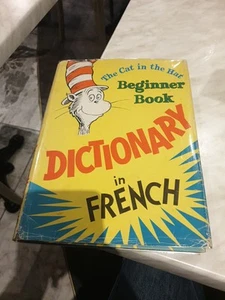 The Cat in the Hat
Beginner
Book
DICTIONARY
in
FRENCH